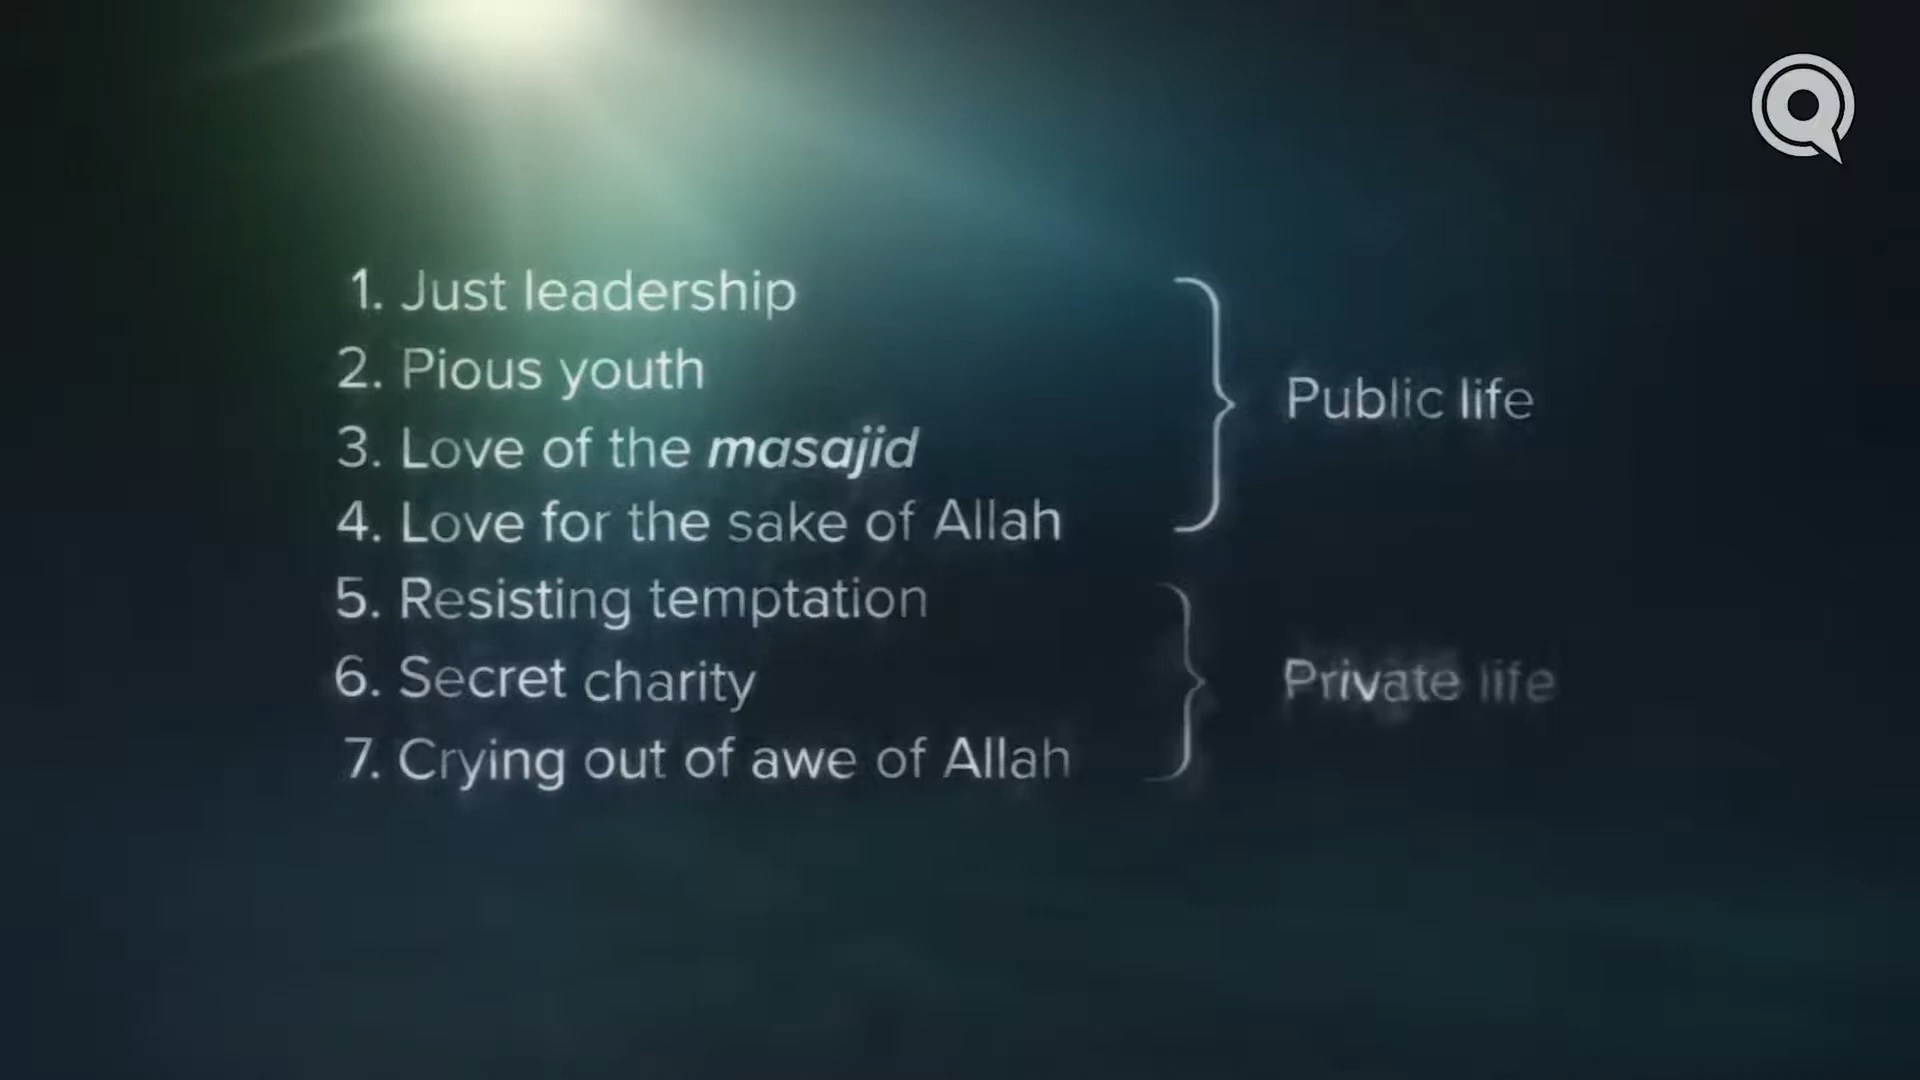 1. Just leadership
2. Pious youth
3. Love of the masajid
4. Love for the sake of Allah
Public life
5. Resisting temptation
6. Secret charity
7. Crying out of awe of Allah
Private life